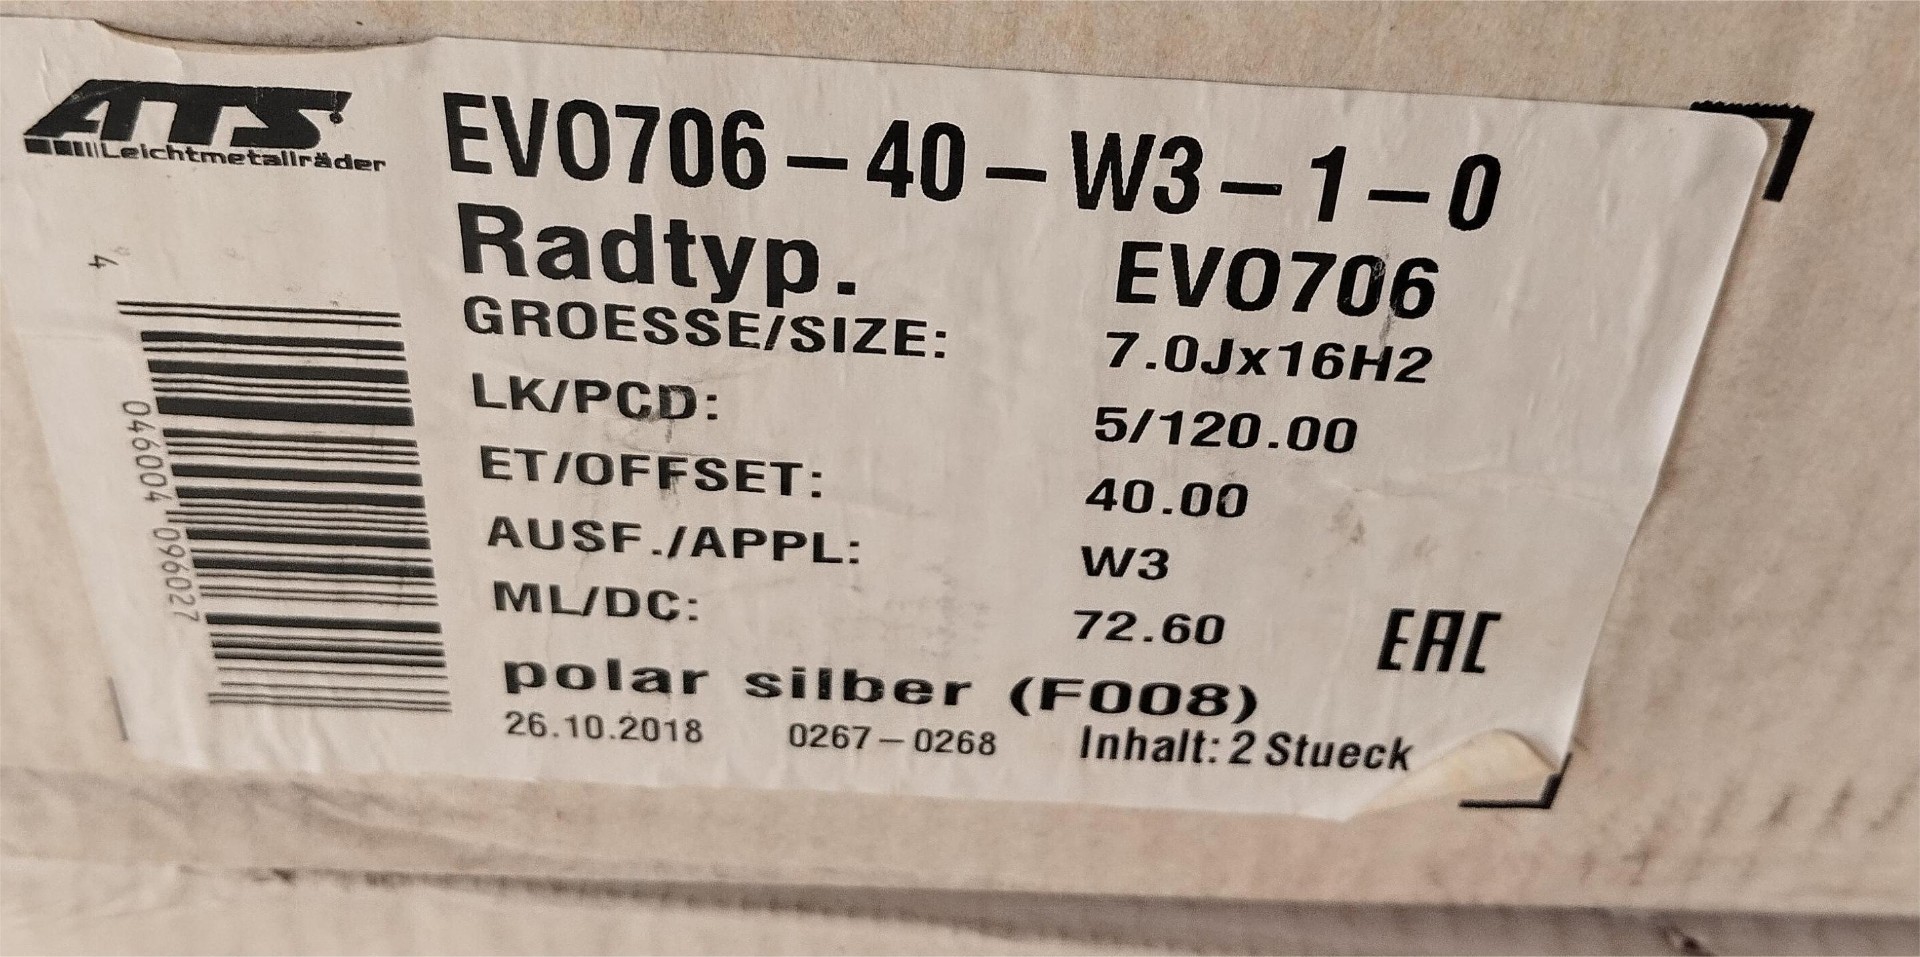 ATS
Leichtmetallräder
EVO706-40-W3-1-0
Radtyp. EVO706
GROESSE/SIZE: 7.0Jx16H2
LK/PCD: 5/120.00
ET/OFFSET: 40.00
AUSF./APPL: W3
ML/DC: 72.60
EAC
polar silber (F008)
26.10.2018 0267-0268 Inhalt: 2 Stueck
4 046004 096027